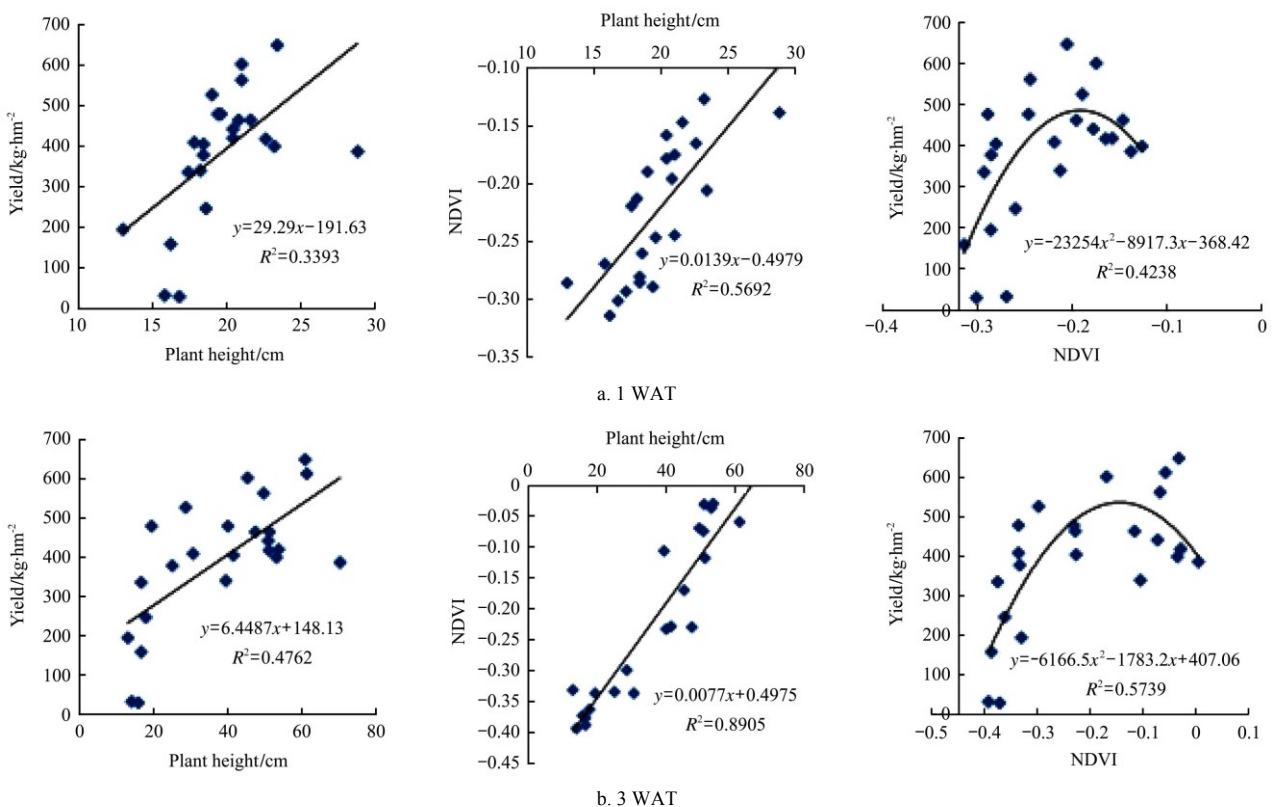 700
600
500
400
300
200
100
0
Yield/kg·hm⁻²
10 15 20 25 30
Plant height/cm
y=29.29x−191.63
R²=0.3393
Plant height/cm
10 15 20 25 30
−0.10
−0.15
−0.20
−0.25
−0.30
−0.35
NDVI
y=0.0139x−0.4979
R²=0.5692
700
600
500
400
300
200
100
0
Yield/kg·hm⁻²
−0.4 −0.3 −0.2 −0.1 0
NDVI
y=−23254x²−8917.3x−368.42
R²=0.4238
a. 1 WAT
700
600
500
400
300
200
100
0
Yield/kg·hm⁻²
20 40 60 80
Plant height/cm
y=6.4487x+148.13
R²=0.4762
Plant height/cm
0 20 40 60 80
0
−0.05
−0.10
−0.15
−0.20
−0.25
−0.30
−0.35
−0.40
−0.45
NDVI
y=0.0077x+0.4975
R²=0.8905
700
600
500
400
300
200
100
0
Yield/kg·hm⁻²
−0.5 −0.4 −0.3 −0.2 −0.1 0 0.1
NDVI
y=−6166.5x²−1783.2x+407.06
R²=0.5739
b. 3 WAT